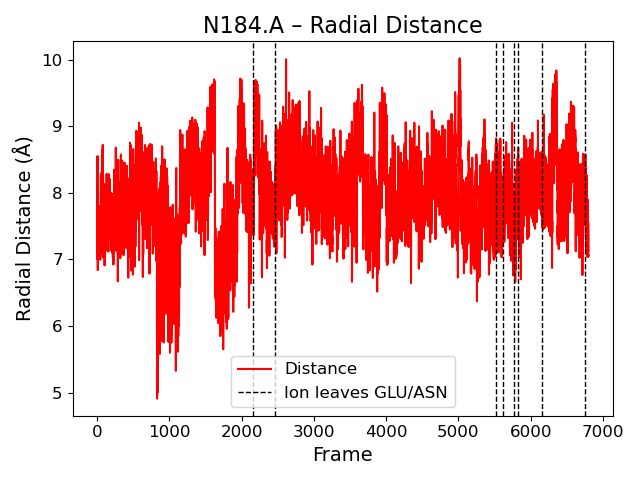 N184.A – Radial Distance
10
9
8
7
6
5
Radial Distance (Å)
Distance
Ion leaves GLU/ASN
0 1000 2000 3000 4000 5000 6000 7000
Frame